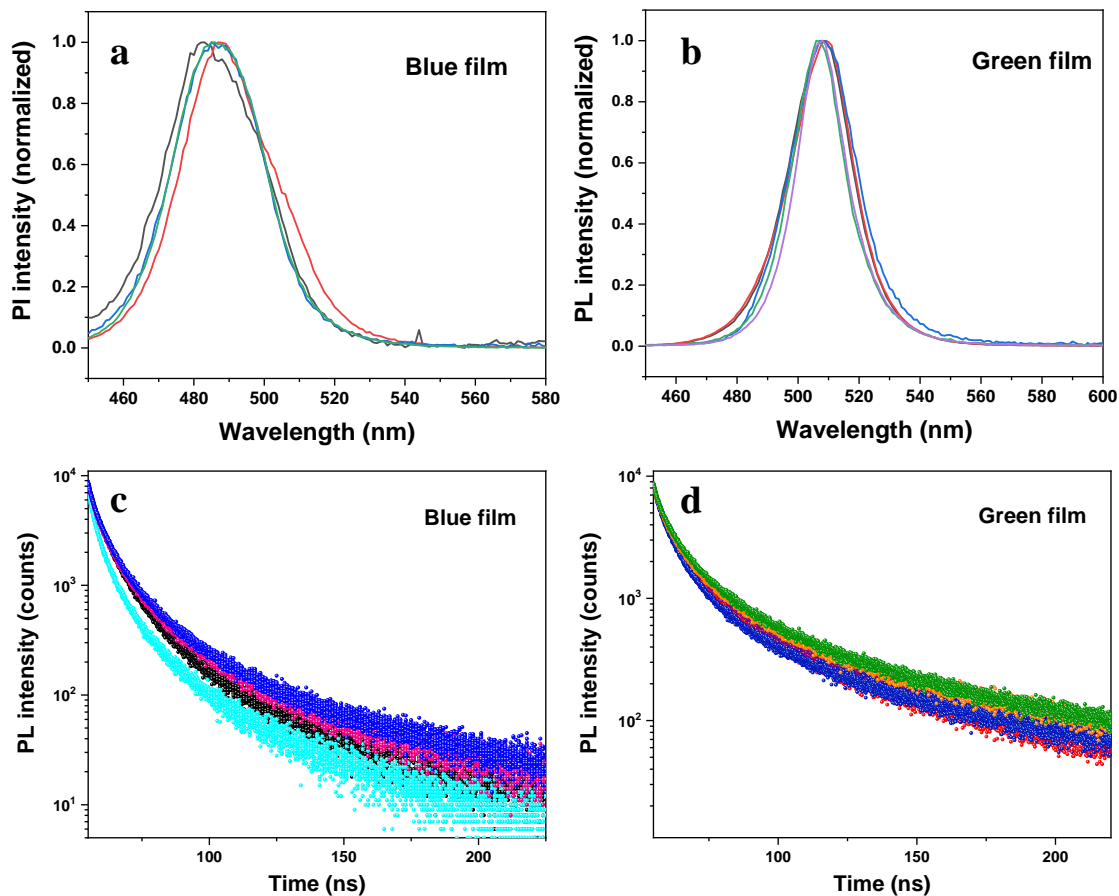 a
Blue film
PI intensity (normalized)
1.0
0.8
0.6
0.4
0.2
0.0
460 480 500 520 540 560 580
Wavelength (nm)
b
Green film
PL intensity (normalized)
1.0
0.8
0.6
0.4
0.2
0.0
460 480 500 520 540 560 580 600
Wavelength (nm)
c
Blue film
PL intensity (counts)
10⁴
10³
10²
10¹
100 150 200
Time (ns)
d
Green film
PL intensity (counts)
10⁴
10³
10²
100 150 200
Time (ns)